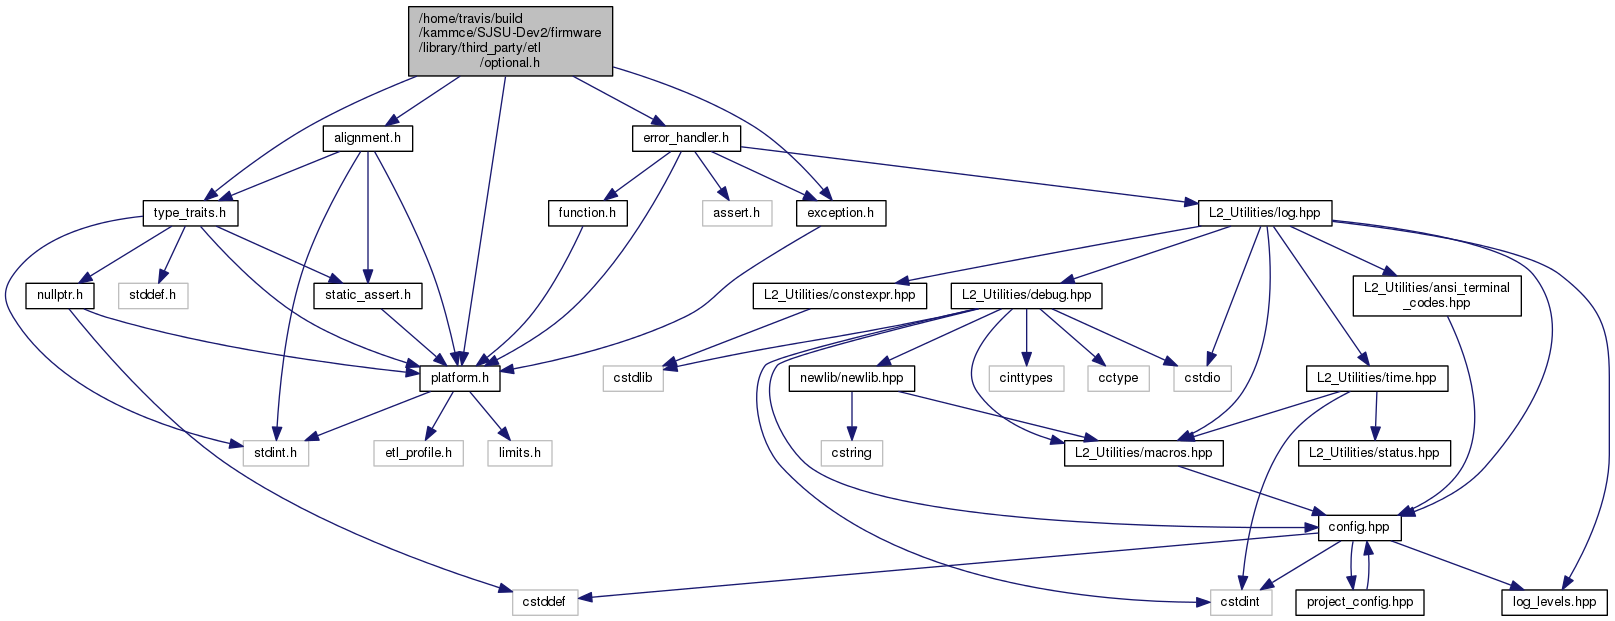 /home/travis/build
/kammce/SJSU-Dev2/firmware
/library/third_party/etl
/optional.h
alignment.h
error_handler.h
type_traits.h
function.h
assert.h
exception.h
L2_Utilities/log.hpp
nullptr.h
stddef.h
static_assert.h
L2_Utilities/constexpr.hpp
L2_Utilities/debug.hpp
L2_Utilities/ansi_terminal
_codes.hpp
platform.h
cstdlib
newlib/newlib.hpp
cinttypes
cctype
cstdio
L2_Utilities/time.hpp
stdint.h
etl_profile.h
limits.h
cstring
L2_Utilities/macros.hpp
L2_Utilities/status.hpp
config.hpp
cstddef
cstdint
project_config.hpp
log_levels.hpp